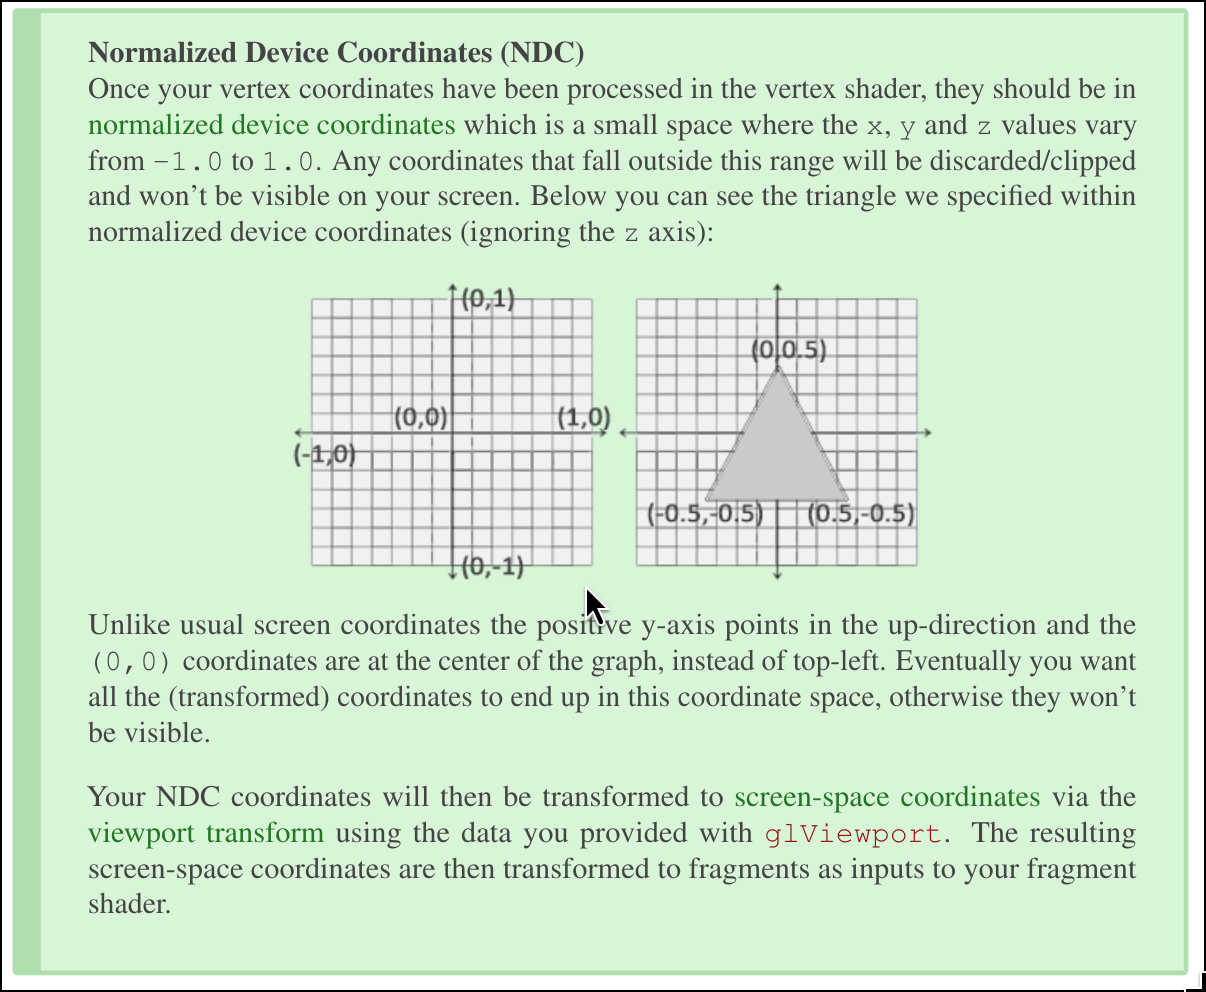 Normalized Device Coordinates (NDC)
Once your vertex coordinates have been processed in the vertex shader, they should be in
normalized device coordinates which is a small space where the x, y and z values vary
from -1.0 to 1.0. Any coordinates that fall outside this range will be discarded/clipped
and won't be visible on your screen. Below you can see the triangle we specified within
normalized device coordinates (ignoring the z axis):
(0,1)
(0,0)
(1,0)
(-1,0)
(0,-1)
(0,0.5)
(-0.5,-0.5)
(0.5,-0.5)
Unlike usual screen coordinates the positive y-axis points in the up-direction and the
(0,0) coordinates are at the center of the graph, instead of top-left. Eventually you want
all the (transformed) coordinates to end up in this coordinate space, otherwise they won't
be visible.
Your NDC coordinates will then be transformed to screen-space coordinates via the
viewport transform using the data you provided with glViewport. The resulting
screen-space coordinates are then transformed to fragments as inputs to your fragment
shader.